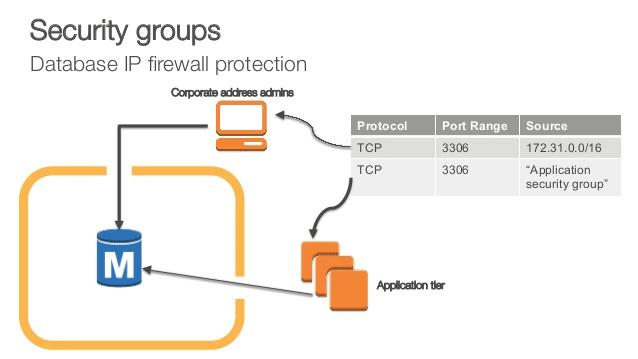 Security groups
Database IP firewall protection
Corporate address admins
Protocol Port Range Source
TCP 3306 172.31.0.0/16
TCP 3306 “Application
security group”
M
Application tier